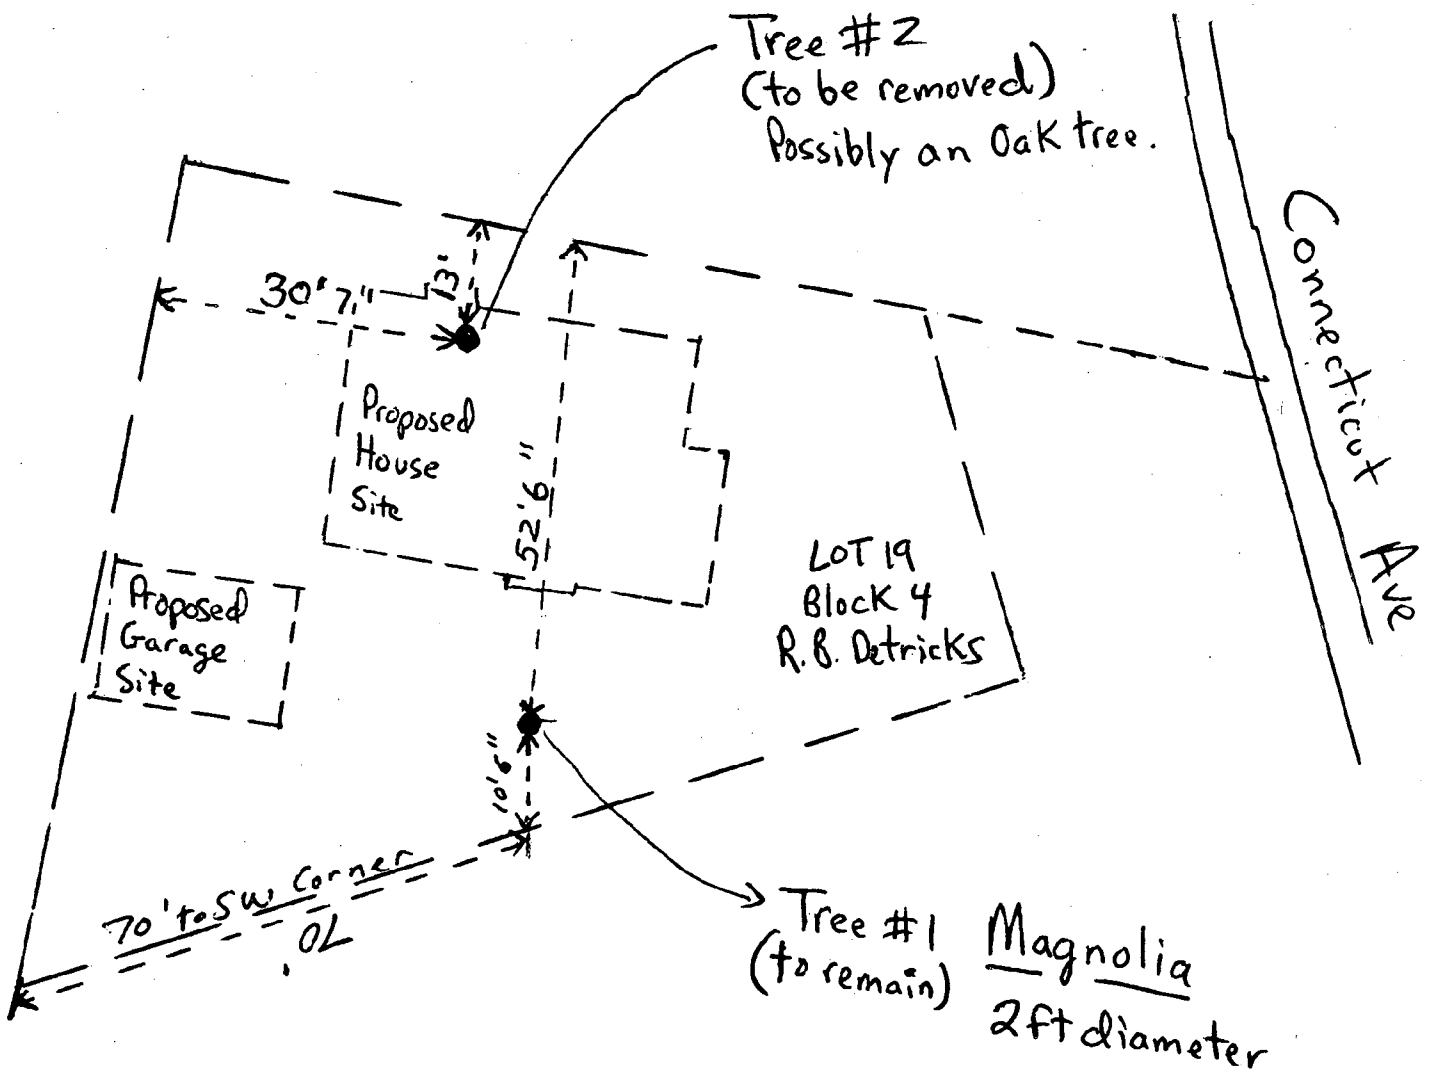 Tree #2
(to be removed)
Possibly an Oak tree.
Connecticut Ave
13'
30' 7"
Proposed
House
Site
52'6"
LOT 19
Block 4
R.B. Detricks
Proposed
Garage
Site
10'6"
70' to SW Corner
70'
Tree #1
(to remain)
Magnolia
2ft diameter